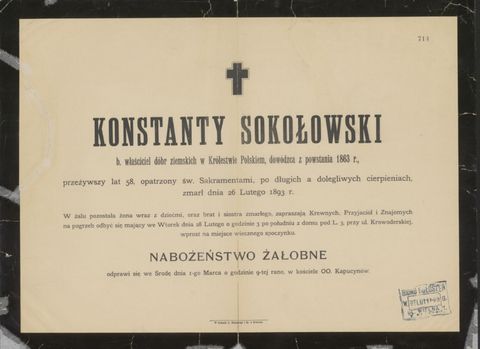 714
KONSTANTY SOKOŁOWSKI
b. właściciel dóbr ziemskich w Królestwie Polskiem, dowódzca z powstania 1863 r.,
przeżywszy lat 58, opatrzony św. Sakramentami, po długich a dolegliwych cierpieniach,
zmarł dnia 26 Lutego 1893 r.
W żalu pozostała żona wraz z dziećmi, oraz brat i siostra zmarłego, zapraszają Krewnych, Przyjaciół i Znajomych
na pogrzeb odbyć się mający we Wtorek dnia 28 Lutego o godzinie 3 po południu z domu pod L. 3, przy ul. Krowoderskiej,
wprost na miejsce wiecznego spoczynku.
NABOŻEŃSTWO ŻAŁOBNE
odprawi się we Środę dnia 1-go Marca o godzinie 9-tej rano, w kościele OO. Kapucynów.